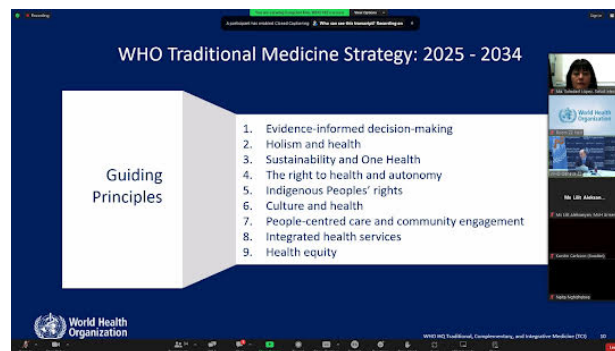 Recording
A participant has enabled Closed Captioning
Who can see this transcript? Recording on
WHO Traditional Medicine Strategy: 2025 - 2034
Guiding
Principles
1. Evidence-informed decision-making
2. Holism and health
3. Sustainability and One Health
4. The right to health and autonomy
5. Indigenous Peoples' rights
6. Culture and health
7. People-centred care and community engagement
8. Integrated health services
9. Health equity
World Health
Organization
Ms Lilit Aleksan...
World Health
Organization
WHO HQ Traditional, Complementary, and Integrative Medicine (TCI)
10